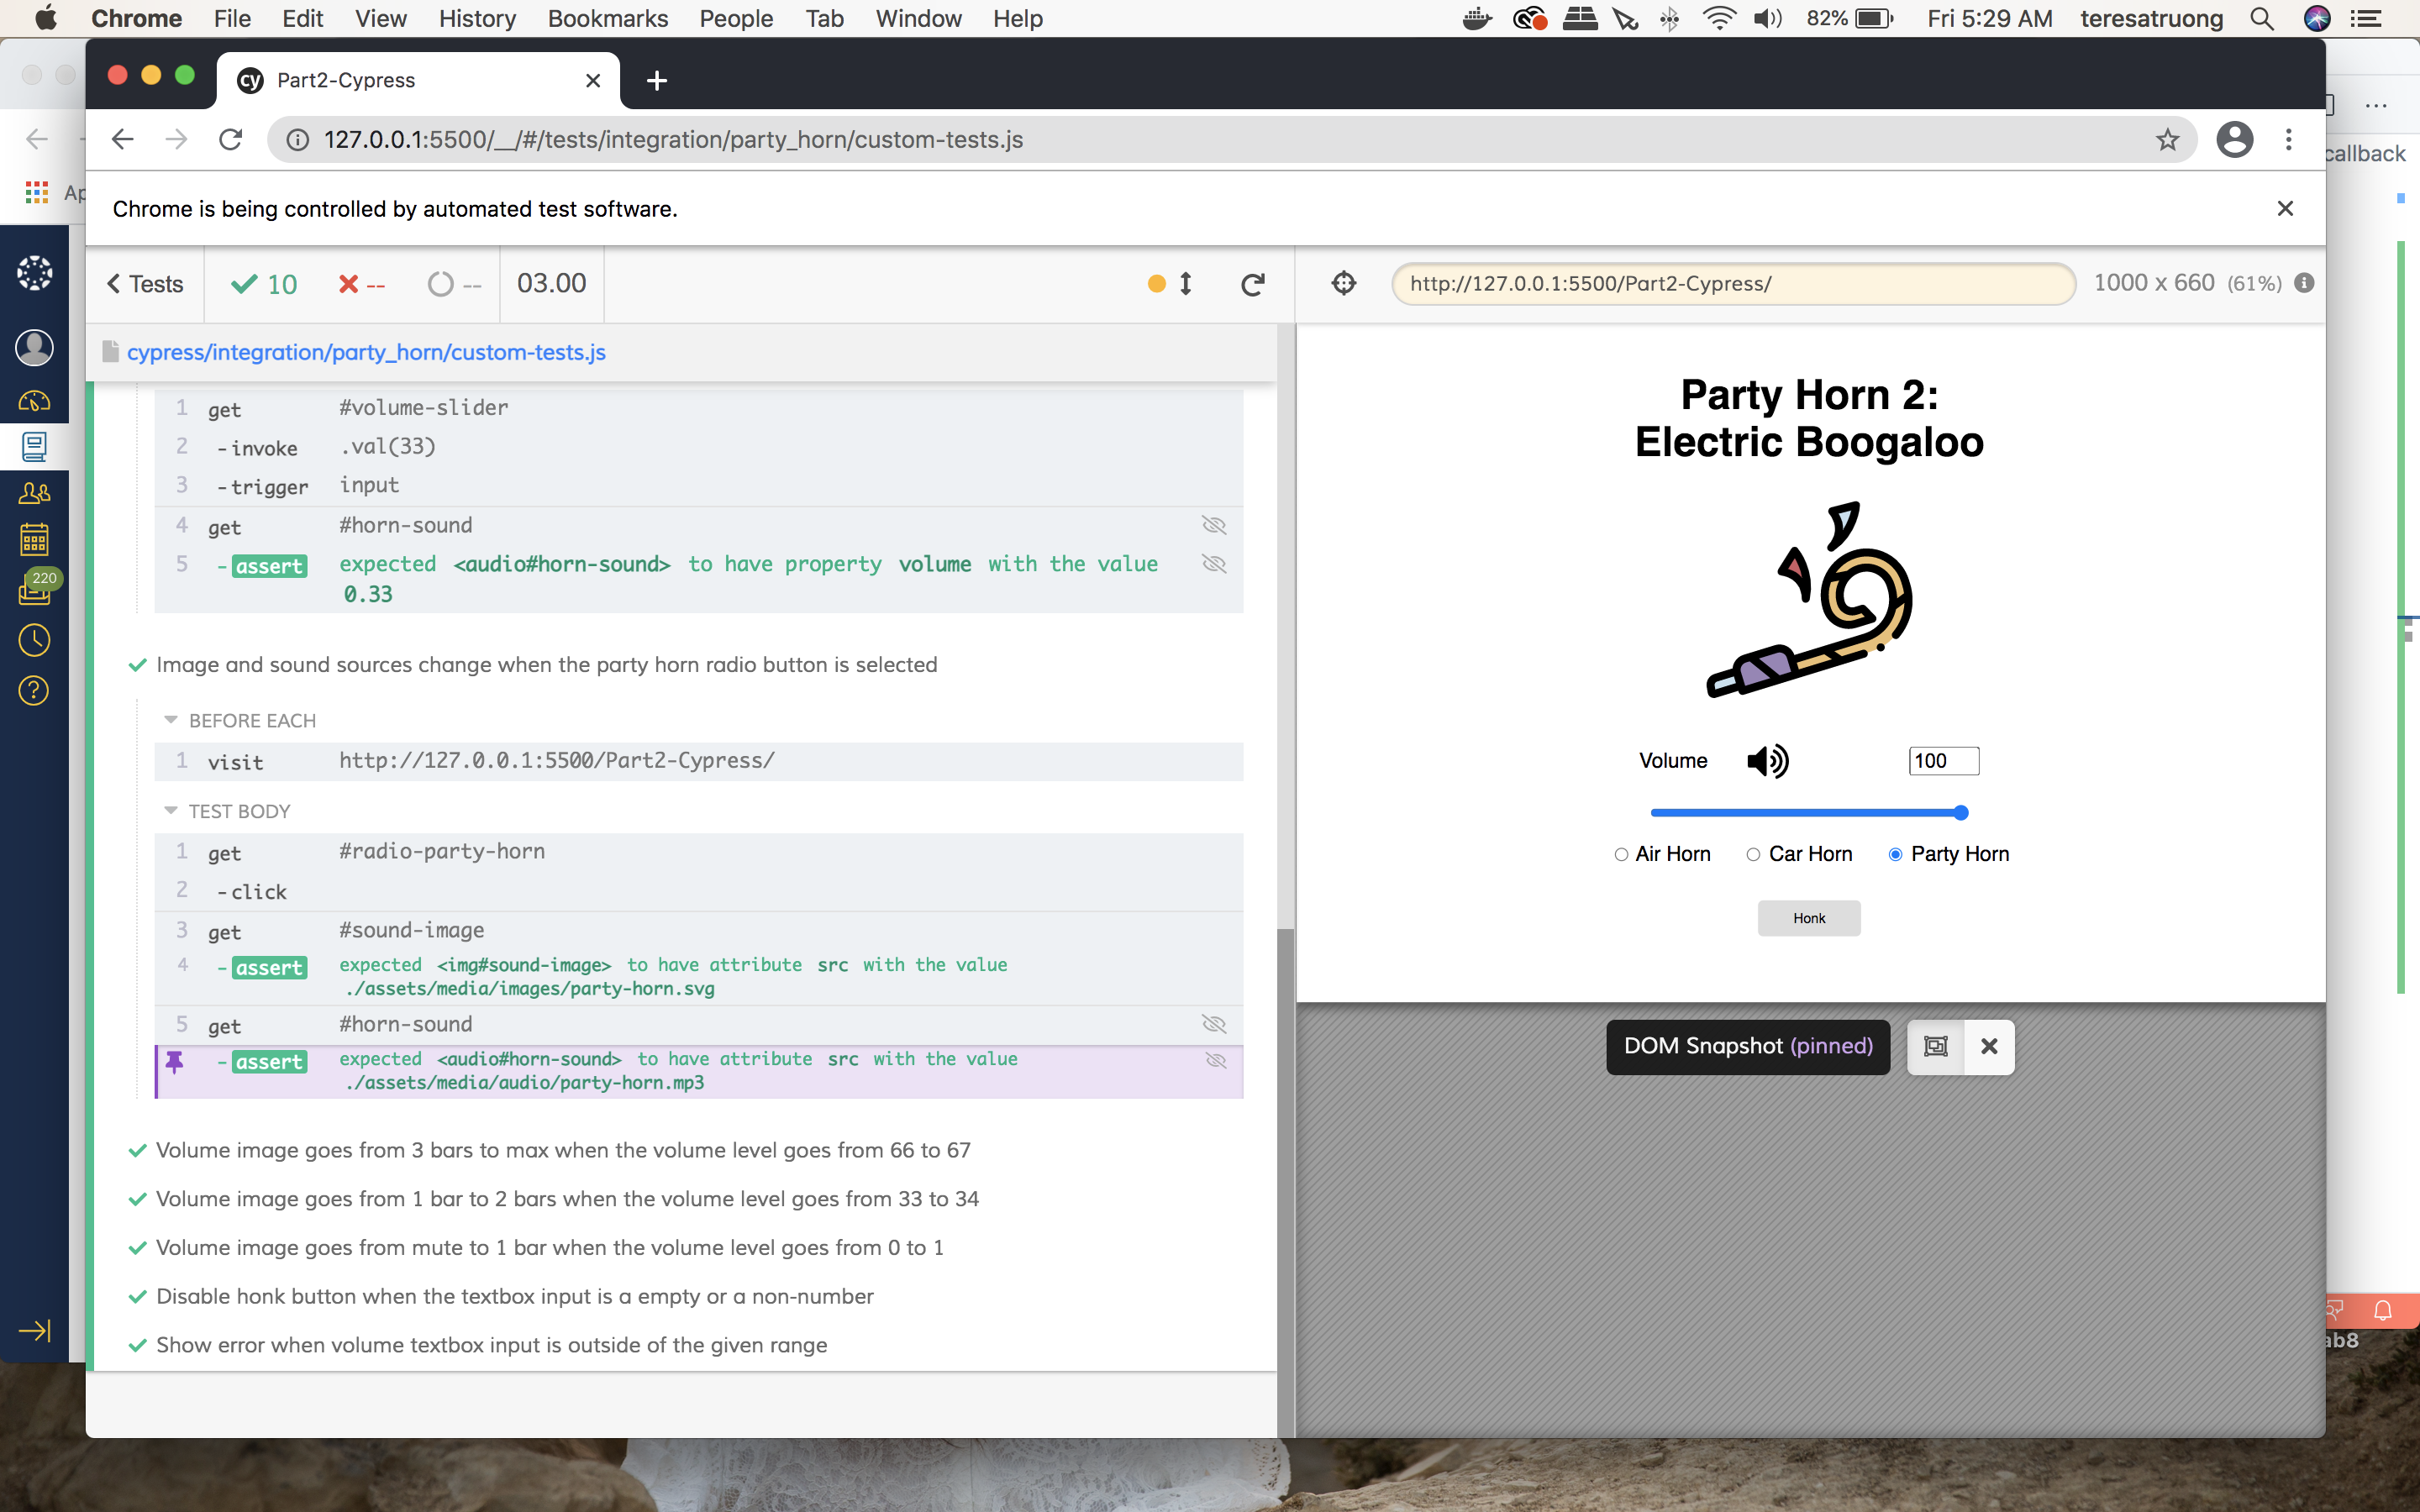 Chrome File Edit View History Bookmarks People Tab Window Help 82% Fri 5:29 AM teresatruong
cy Part2-Cypress
127.0.0.1:5500/__/#/tests/integration/party_horn/custom-tests.js
callback
Chrome is being controlled by automated test software.
Tests 10 -- -- 03.00
http://127.0.0.1:5500/Part2-Cypress/ 1000 x 660 (61%)
cypress/integration/party_horn/custom-tests.js
1 get #volume-slider
2 -invoke .val(33)
3 -trigger input
4 get #horn-sound
5 -assert expected <audio#horn-sound> to have property volume with the value
0.33
Image and sound sources change when the party horn radio button is selected
BEFORE EACH
1 visit http://127.0.0.1:5500/Part2-Cypress/
TEST BODY
1 get #radio-party-horn
2 -click
3 get #sound-image
4 -assert expected <img#sound-image> to have attribute src with the value
./assets/media/images/party-horn.svg
5 get #horn-sound
-assert expected <audio#horn-sound> to have attribute src with the value
./assets/media/audio/party-horn.mp3
Volume image goes from 3 bars to max when the volume level goes from 66 to 67
Volume image goes from 1 bar to 2 bars when the volume level goes from 33 to 34
Volume image goes from mute to 1 bar when the volume level goes from 0 to 1
Disable honk button when the textbox input is a empty or a non-number
Show error when volume textbox input is outside of the given range
Party Horn 2:
Electric Boogaloo
Volume 100
Air Horn Car Horn Party Horn
Honk
DOM Snapshot (pinned)
Ap
220
ab8